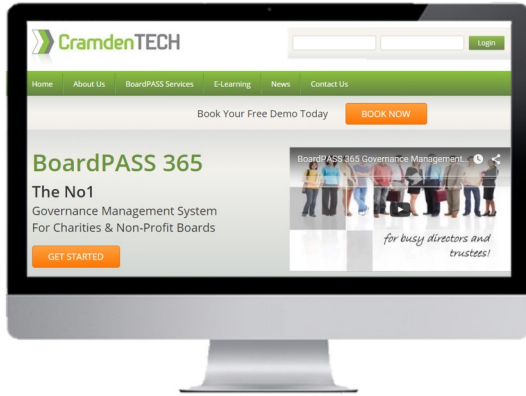 CramdenTECH
Login
Home About Us BoardPASS Services E-Learning News Contact Us
Book Your Free Demo Today BOOK NOW
BoardPASS 365
The No1
Governance Management System
For Charities & Non-Profit Boards
GET STARTED
BoardPASS 365 Governance Management...
for busy directors and
trustees!